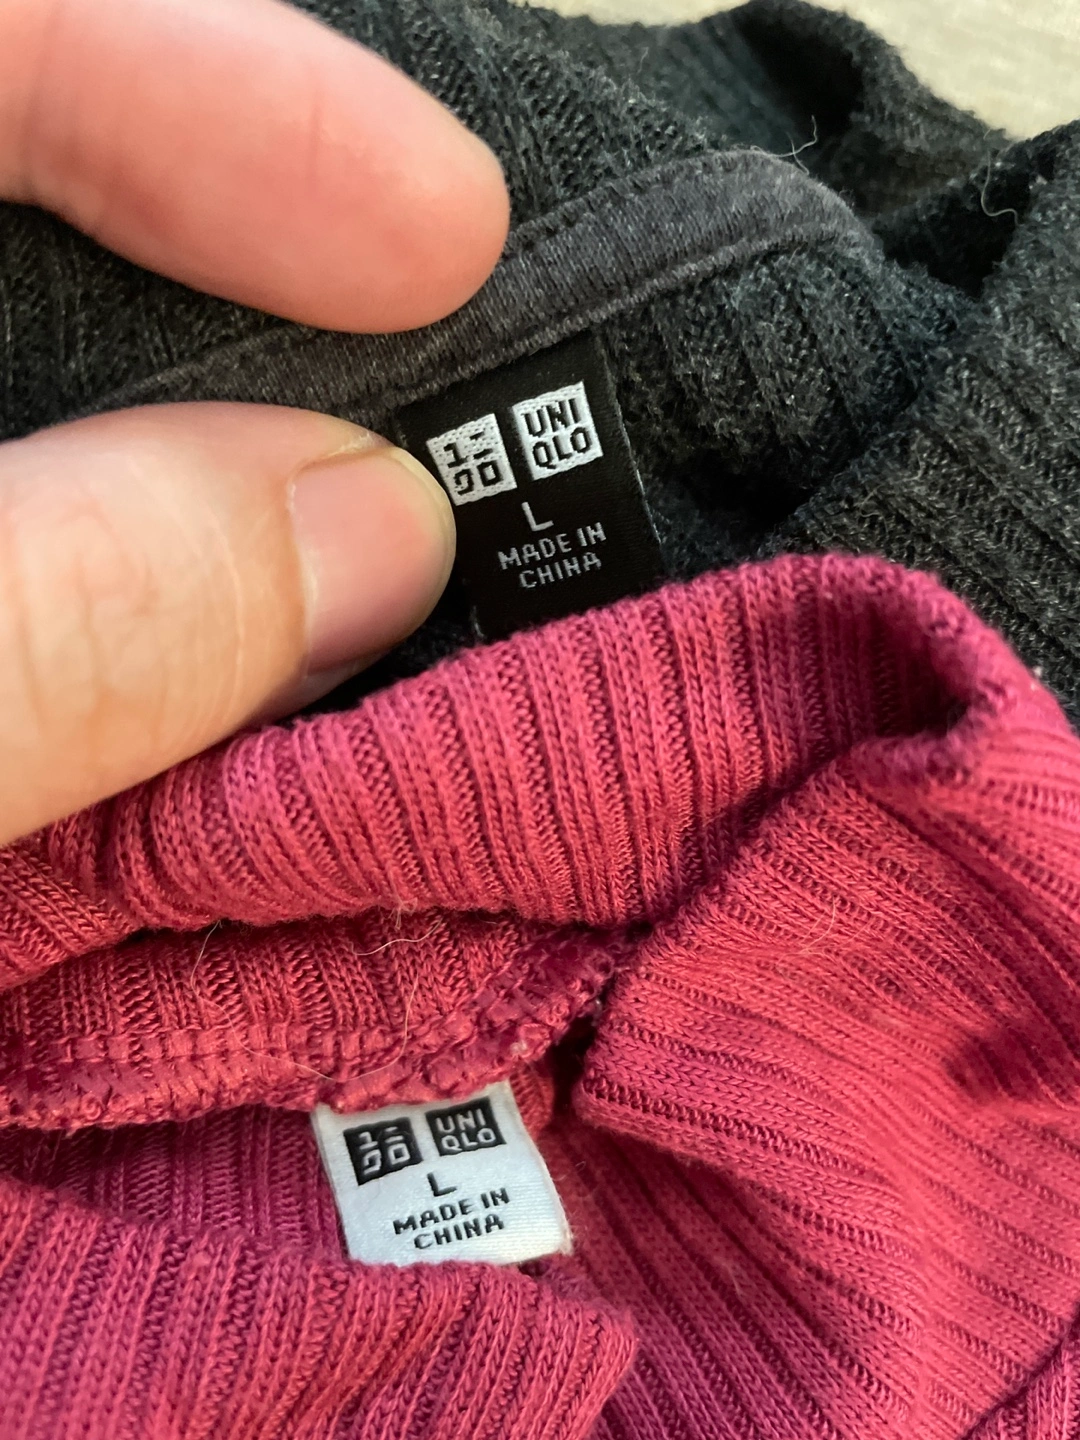 ユニ UNI
クロ QLO
L
MADE IN
CHINA
ユニ UNI
クロ QLO
L
MADE IN
CHINA